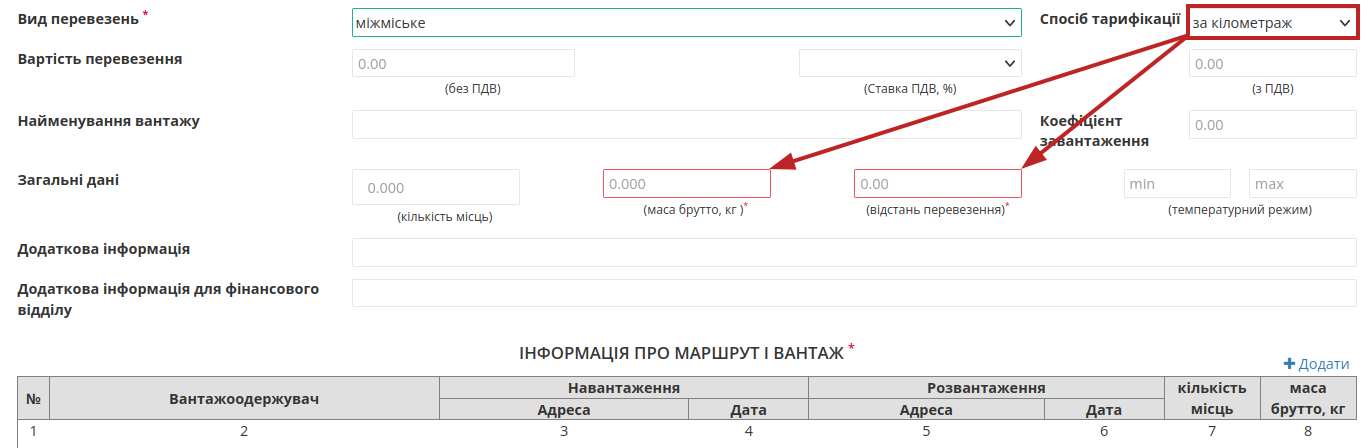 Вид перевезень * міжміське Спосіб тарифікації за кілометраж
Вартість перевезення 0.00 0.00
(без ПДВ) (Ставка ПДВ, %) (з ПДВ)
Найменування вантажу Коефіцієнт завантаження 0.00
Загальні дані 0.000 0.000 0.00 min max
(кількість місць) (маса брутто, кг )* (відстань перевезення)* (температурний режим)
Додаткова інформація
Додаткова інформація для фінансового
відділу
ІНФОРМАЦІЯ ПРО МАРШРУТ І ВАНТАЖ *
+ Додати
№ Вантажоодержувач Навантаження Розвантаження кількість місць маса брутто, кг
Адреса Дата Адреса Дата
1 2 3 4 5 6 7 8